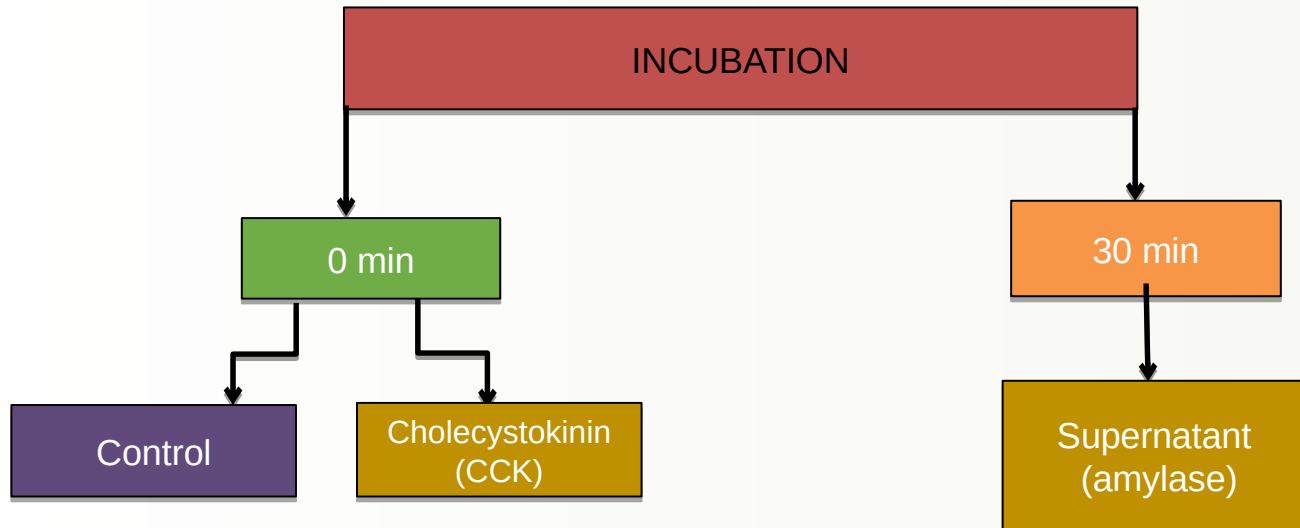 INCUBATION
0 min
30 min
Control
Cholecystokinin
(CCK)
Supernatant
(amylase)